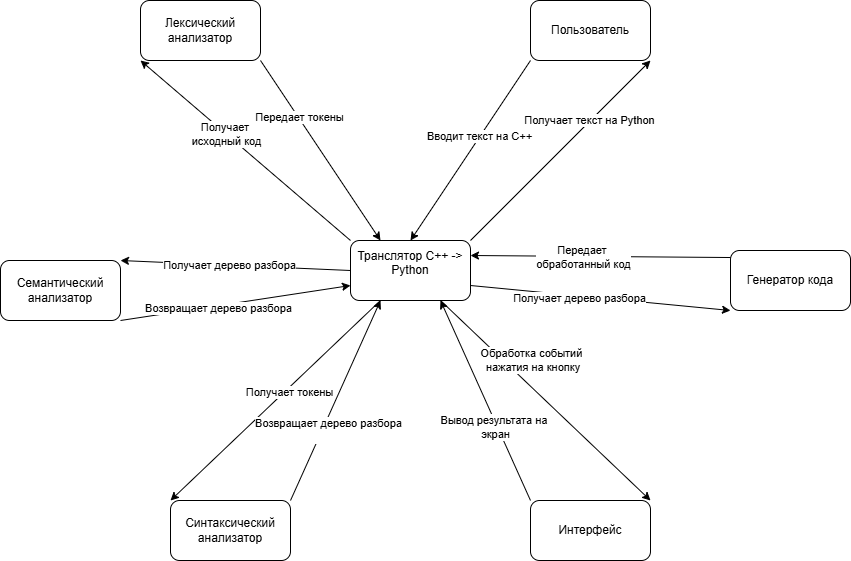 Лексический
анализатор
Пользователь
Передает токены
Получает
исходный код
Получает текст на Python
Вводит текст на C++
Транслятор C++ ->
Python
Передает
обработанный код
Получает дерево разбора
Семантический
анализатор
Генератор кода
Возвращает дерево разбора
Получает дерево разбора
Обработка событий
нажатия на кнопку
Получает токены
Возвращает дерево разбора
Вывод результата на
экран
Синтаксический
анализатор
Интерфейс